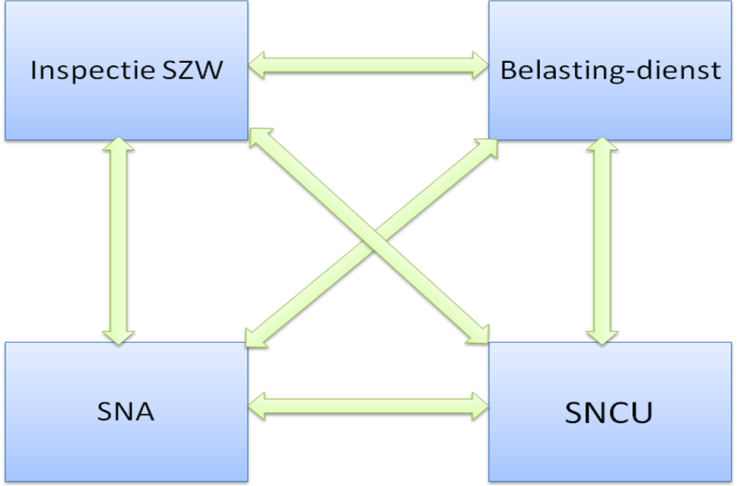 Inspectie SZW
Belasting-dienst
SNA
SNCU